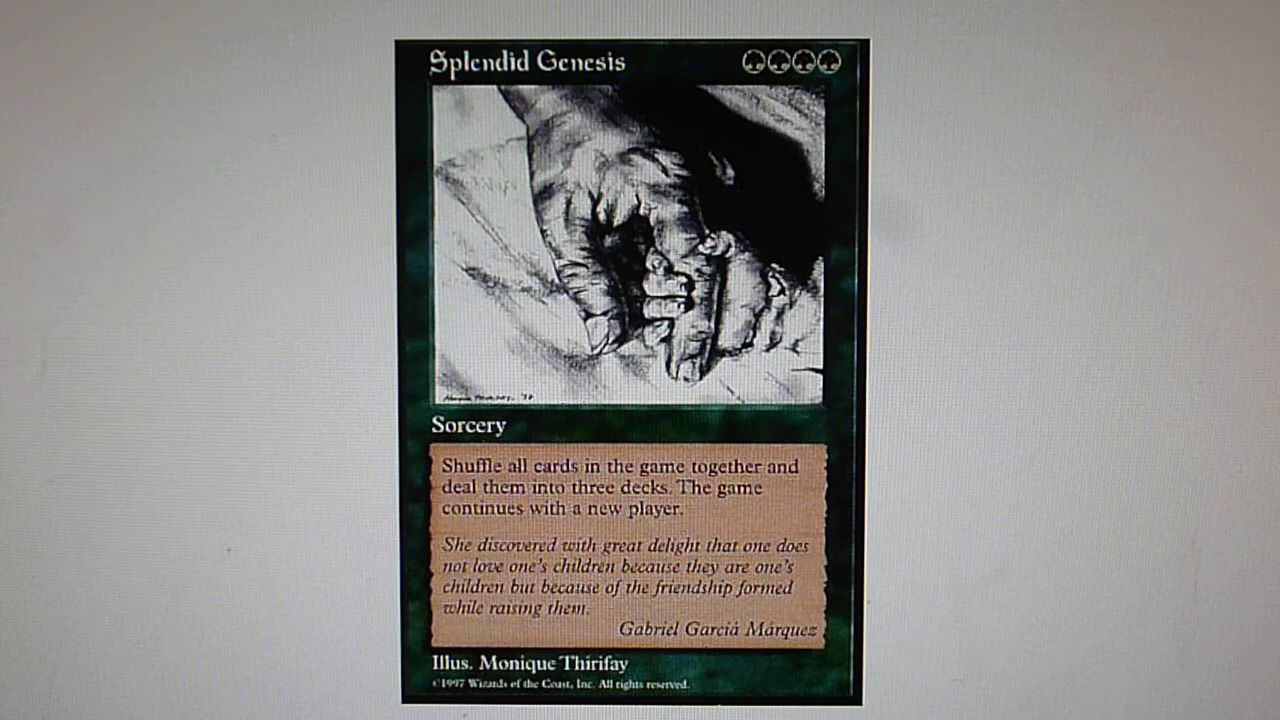 Splendid Genesis
Sorcery
Shuffle all cards in the game together and
deal them into three decks. The game
continues with a new player.
She discovered with great delight that one does
not love one's children because they are one's
children but because of the friendship formed
while raising them.
Gabriel Garciá Márquez
Illus. Monique Thirifay
©1997 Wizards of the Coast, Inc. All rights reserved.